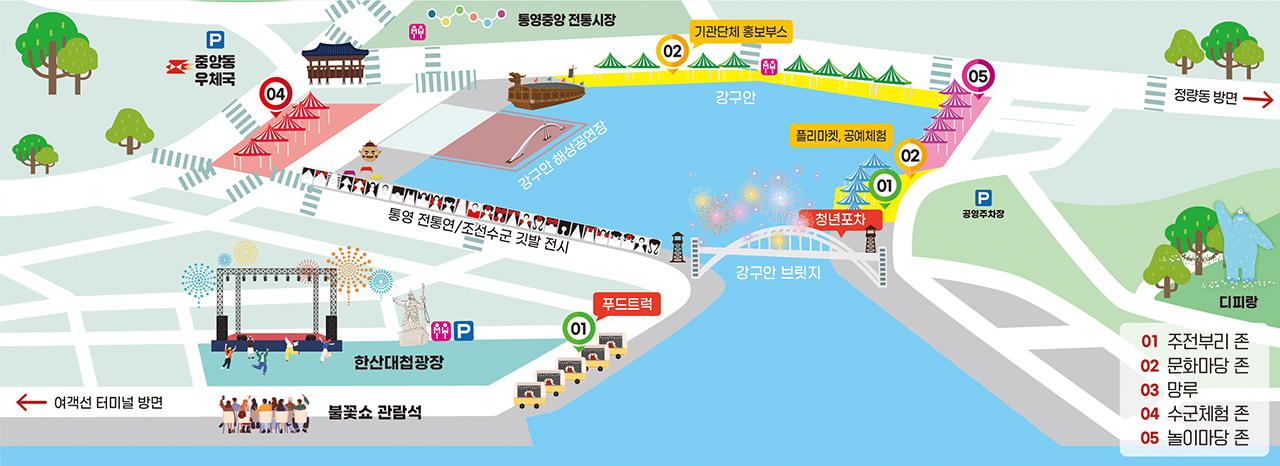 통영중앙 전통시장
P
중앙동
우체국
04
02
기관단체 홍보부스
05
정량동 방면
강구안
플리마켓, 공예체험
02
01
강구안 해상공연장
통영 전통연/조전수군 깃발 전시
P
공영주차장
청년포차
강구안 브릿지
디피랑
푸드트럭
01
P
한산대첩광장
여객선 터미널 방면
불꽃쇼 관람석
01 주전부리 존
02 문화마당 존
03 망루
04 수군체험 존
05 놀이마당 존